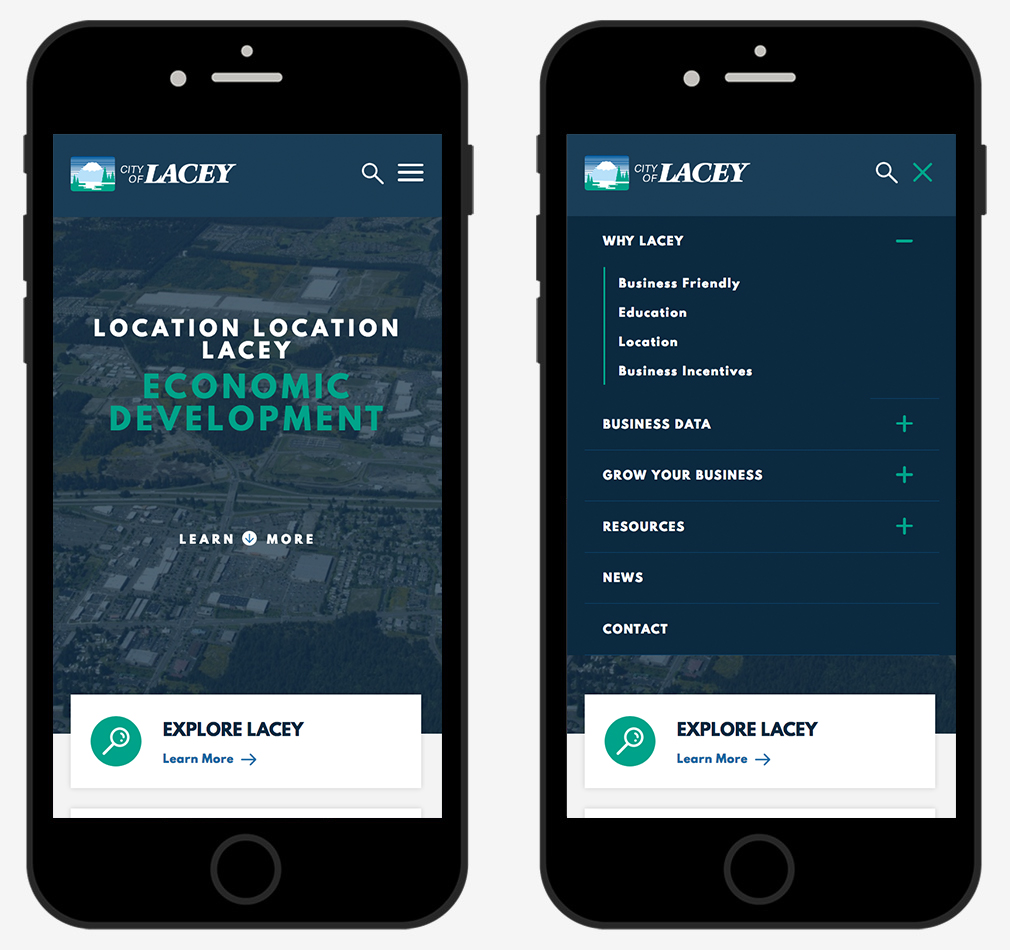 CITY OF LACEY
LOCATION LOCATION
LACEY
ECONOMIC
DEVELOPMENT
LEARN MORE
EXPLORE LACEY
Learn More
CITY OF LACEY
WHY LACEY
Business Friendly
Education
Location
Business Incentives
BUSINESS DATA
GROW YOUR BUSINESS
RESOURCES
NEWS
CONTACT
EXPLORE LACEY
Learn More